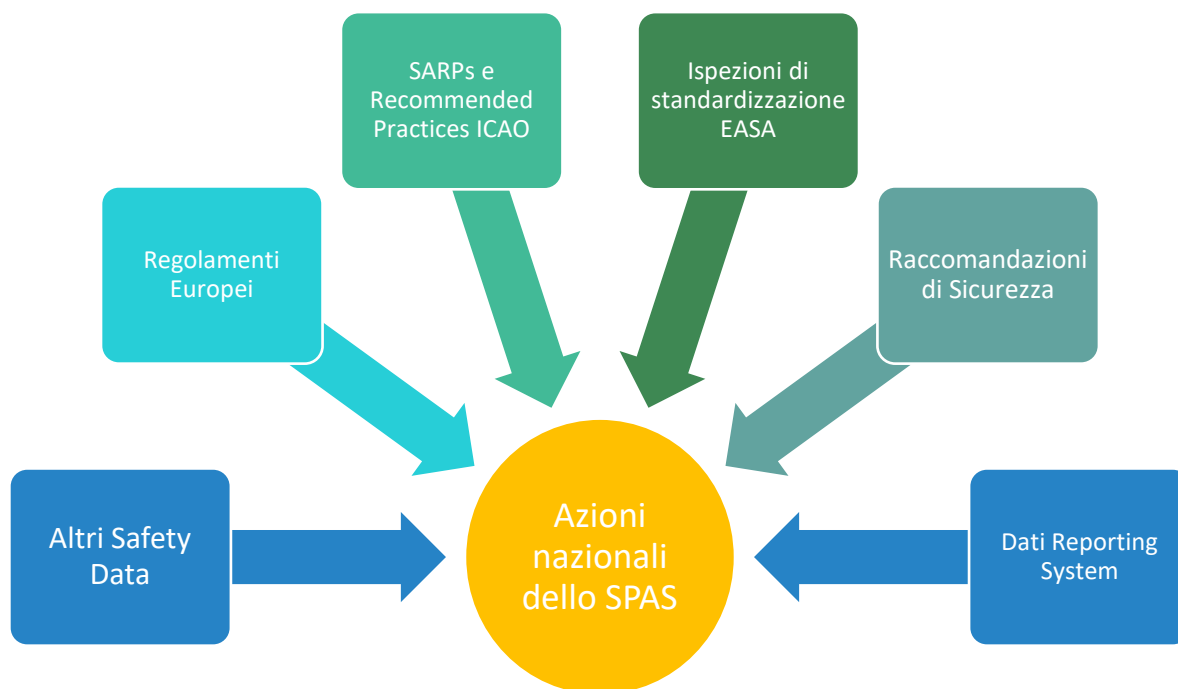 SARPs e
Recommended
Practices ICAO
Ispezioni di
standardizzazione
EASA
Regolamenti
Europei
Raccomandazioni
di Sicurezza
Altri Safety
Data
Azioni
nazionali
dello SPAS
Dati Reporting
System